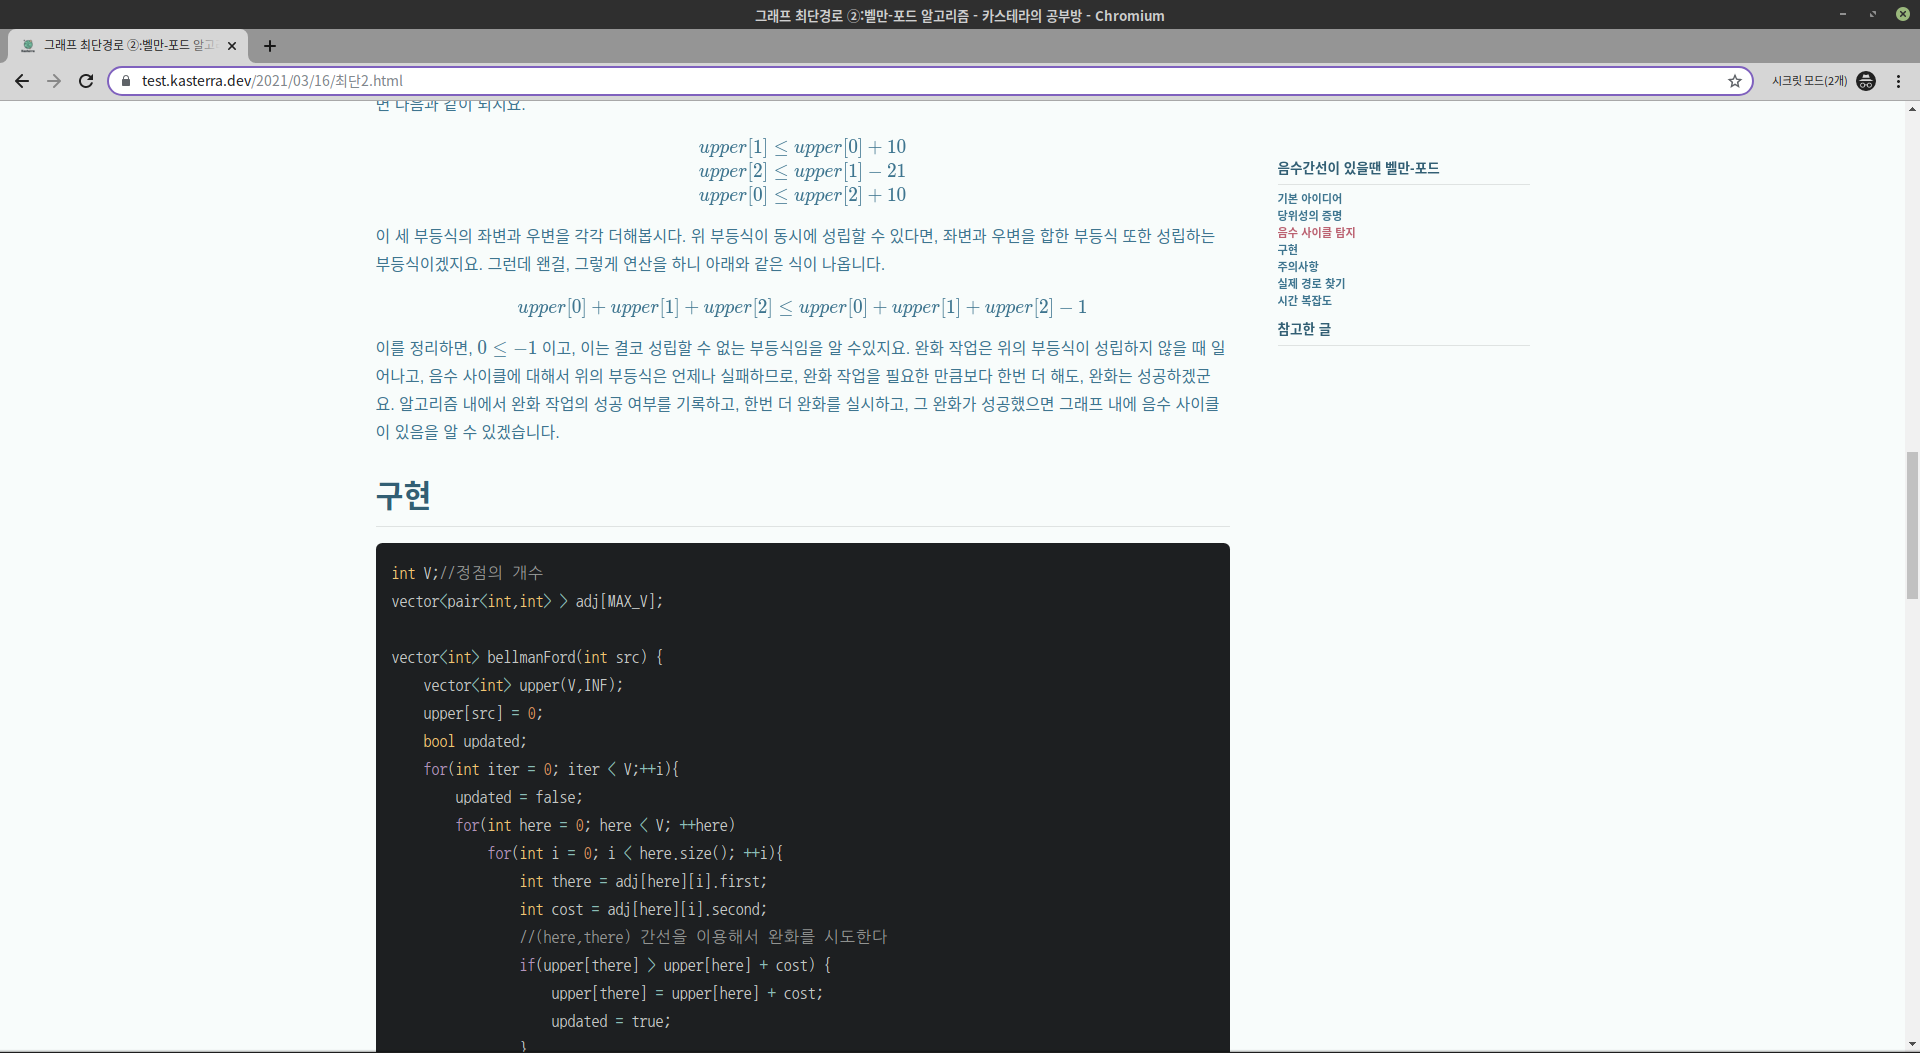 그래프 최단경로 ②:벨만-포드 알고리즘 - 카스테라의 공부방 - Chromium
그래프 최단경로 ②:벨만-포드 알고
test.kasterra.dev/2021/03/16/최단2.html
시크릿 모드(2개)
면 다음과 같이 되지요.
upper[1] ≤ upper[0] + 10
upper[2] ≤ upper[1] − 21
upper[0] ≤ upper[2] + 10
이 세 부등식의 좌변과 우변을 각각 더해봅시다. 위 부등식이 동시에 성립할 수 있다면, 좌변과 우변을 합한 부등식 또한 성립하는
부등식이겠지요. 그런데 왠걸, 그렇게 연산을 하니 아래와 같은 식이 나옵니다.
upper[0] + upper[1] + upper[2] ≤ upper[0] + upper[1] + upper[2] − 1
이를 정리하면, 0 ≤ −1 이고, 이는 결코 성립할 수 없는 부등식임을 알 수있지요. 완화 작업은 위의 부등식이 성립하지 않을 때 일
어나고, 음수 사이클에 대해서 위의 부등식은 언제나 실패하므로, 완화 작업을 필요한 만큼보다 한번 더 해도, 완화는 성공하겠군
요. 알고리즘 내에서 완화 작업의 성공 여부를 기록하고, 한번 더 완화를 실시하고, 그 완화가 성공했으면 그래프 내에 음수 사이클
이 있음을 알 수 있겠습니다.
구현
int V;//정점의 개수
vector<pair<int,int> > adj[MAX_V];
vector<int> bellmanFord(int src) {
vector<int> upper(V,INF);
upper[src] = 0;
bool updated;
for(int iter = 0; iter < V;++i){
updated = false;
for(int here = 0; here < V; ++here)
for(int i = 0; i < here.size(); ++i){
int there = adj[here][i].first;
int cost = adj[here][i].second;
//(here,there) 간선을 이용해서 완화를 시도한다
if(upper[there] > upper[here] + cost) {
upper[there] = upper[here] + cost;
updated = true;
}
음수간선이 있을땐 벨만-포드
기본 아이디어
당위성의 증명
음수 사이클 탐지
구현
주의사항
실제 경로 찾기
시간 복잡도
참고한 글